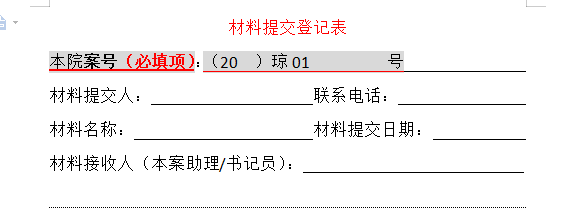 材料提交登记表
本院案号（必填项）：（20　）琼01　　　　　号
材料提交人：　　　　　　　　联系电话：
材料名称：　　　　　　　　　材料提交日期：
材料接收人（本案助理/书记员）：